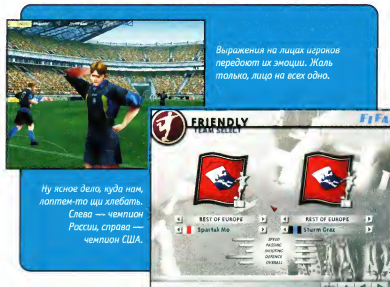 Выражения на лицах игроков
передают их эмоции. Жаль
только, лицо на всех одно.
FIFA
FRIENDLY
TEAM SELECT
Ну ясное дело, куда нам,
лаптем-то щи хлебать.
Слева — чемпион
России, справа —
чемпион США.
REST OF EUROPE
REST OF EUROPE
Spartak Mo
Sturm Graz
SPEED
PASSING
SHOOTING
DEFENCE
OVERALL